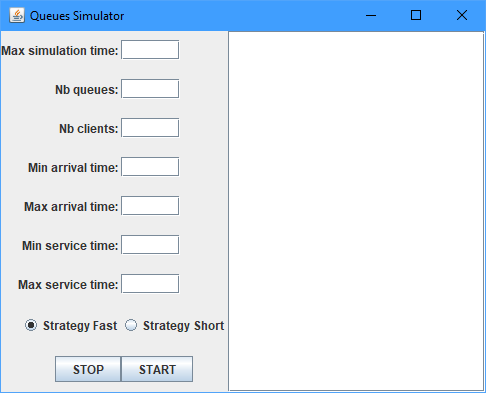 Queues Simulator
Max simulation time:
Nb queues:
Nb clients:
Min arrival time:
Max arrival time:
Min service time:
Max service time:
Strategy Fast Strategy Short
STOP START